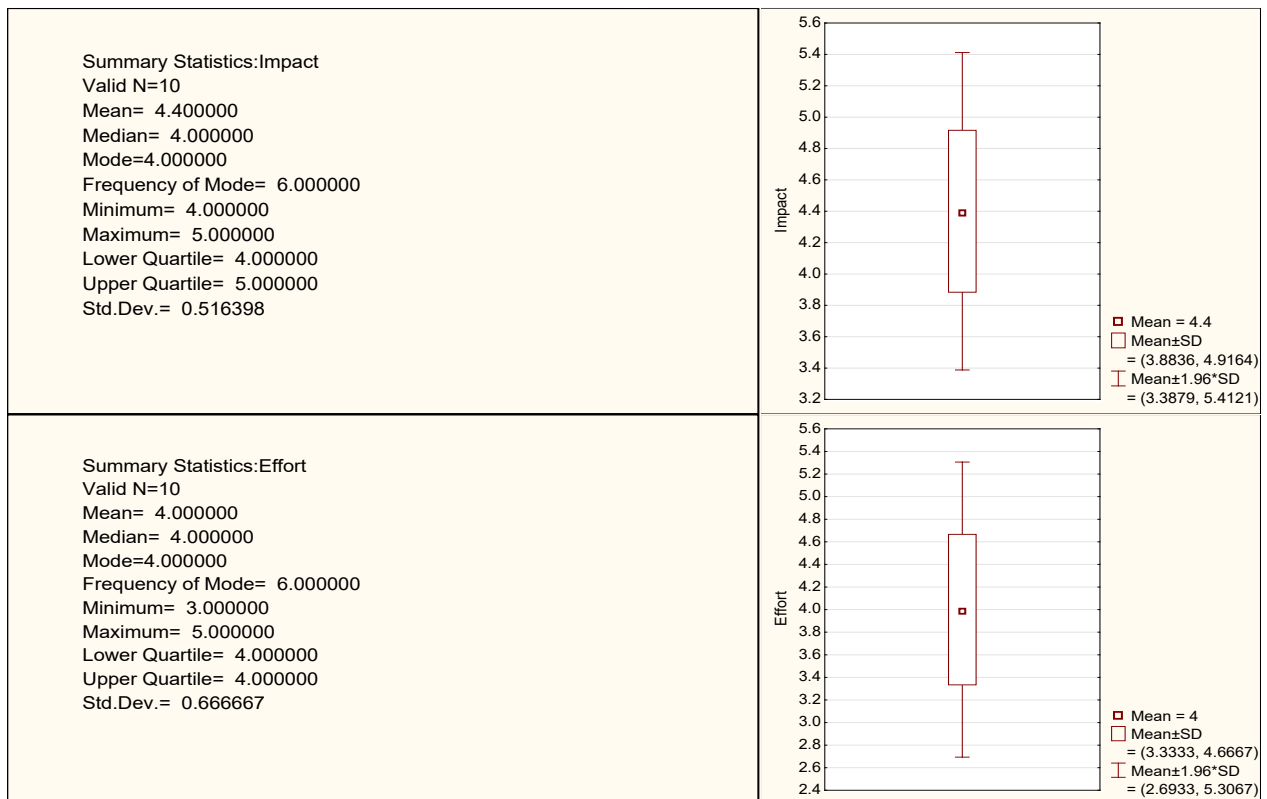 Summary Statistics:Impact
Valid N=10
Mean= 4.400000
Median= 4.000000
Mode=4.000000
Frequency of Mode= 6.000000
Minimum= 4.000000
Maximum= 5.000000
Lower Quartile= 4.000000
Upper Quartile= 5.000000
Std.Dev.= 0.516398
Impact
5.6
5.4
5.2
5.0
4.8
4.6
4.4
4.2
4.0
3.8
3.6
3.4
3.2
Mean = 4.4
Mean±SD
= (3.8836, 4.9164)
Mean±1.96*SD
= (3.3879, 5.4121)
Summary Statistics:Effort
Valid N=10
Mean= 4.000000
Median= 4.000000
Mode=4.000000
Frequency of Mode= 6.000000
Minimum= 3.000000
Maximum= 5.000000
Lower Quartile= 4.000000
Upper Quartile= 4.000000
Std.Dev.= 0.666667
Effort
5.6
5.4
5.2
5.0
4.8
4.6
4.4
4.2
4.0
3.8
3.6
3.4
3.2
3.0
2.8
2.6
2.4
Mean = 4
Mean±SD
= (3.3333, 4.6667)
Mean±1.96*SD
= (2.6933, 5.3067)